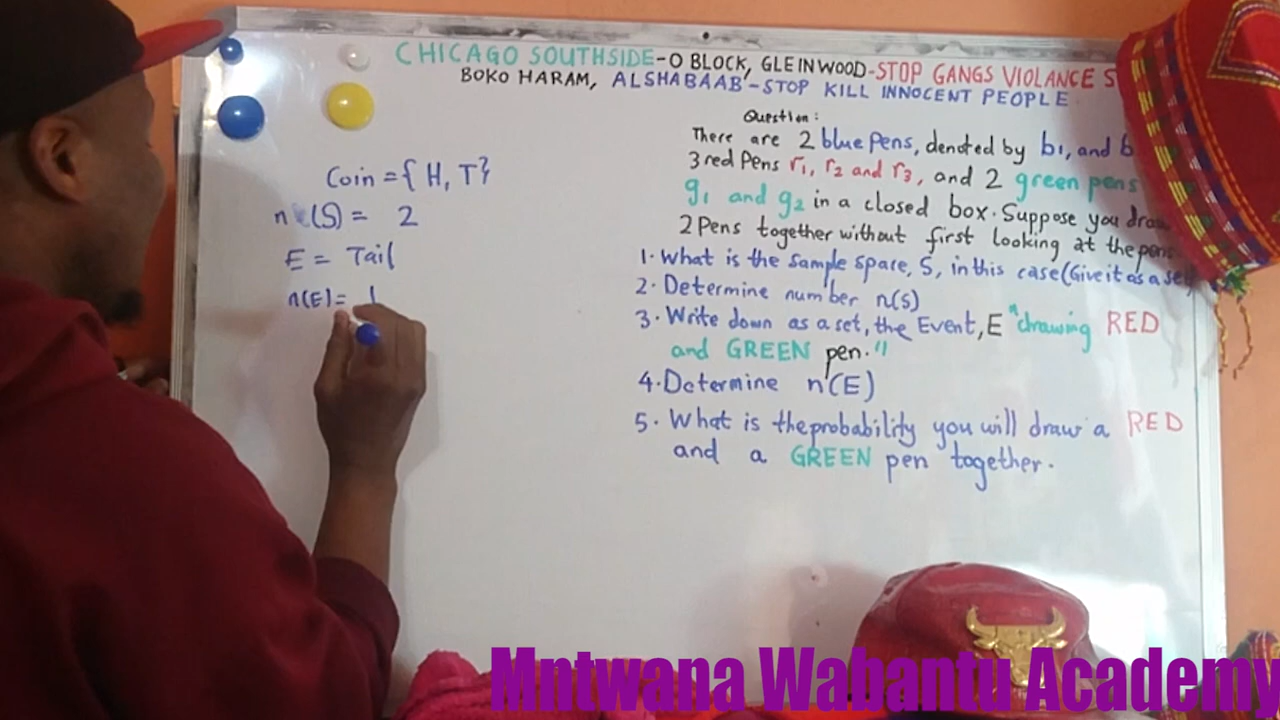 CHICAGO SOUTHSIDE-O BLOCK, GLEINWOOD-STOP GANGS VIOLANCE S
BOKO HARAM, ALSHABAAB-STOP KILL INNOCENT PEOPLE
Coin = { H, T}
n (S) = 2
E = Tail
n(E) = 1
Question:
There are 2 blue Pens, denoted by b1, and b
3 red Pens r1, r2 and r3, and 2 green pens
g1 and g2 in a closed box. Suppose you draw
2 Pens together without first looking at the pens
1. What is the sample space, S, in this case (Give it as a set
2. Determine number n(s)
3. Write down as a set, the Event, E "drawing RED
and GREEN pen."
4. Determine n(E)
5. What is the probability you will draw a RED
and a GREEN pen together.
Mntwana Wabantu Academy